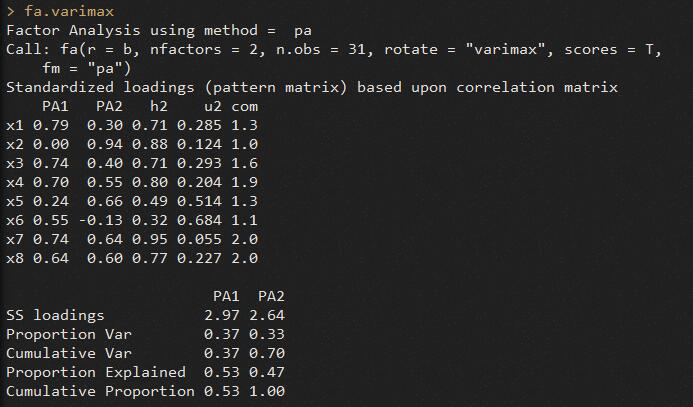 > fa.varimax
Factor Analysis using method =  pa
Call: fa(r = b, nfactors = 2, n.obs = 31, rotate = "varimax", scores = T,
    fm = "pa")
Standardized loadings (pattern matrix) based upon correlation matrix
    PA1   PA2   h2    u2 com
x1 0.79  0.30 0.71 0.285 1.3
x2 0.00  0.94 0.88 0.124 1.0
x3 0.74  0.40 0.71 0.293 1.6
x4 0.70  0.55 0.80 0.204 1.9
x5 0.24  0.66 0.49 0.514 1.3
x6 0.55 -0.13 0.32 0.684 1.1
x7 0.74  0.64 0.95 0.055 2.0
x8 0.64  0.60 0.77 0.227 2.0
                       PA1  PA2
SS loadings           2.97 2.64
Proportion Var        0.37 0.33
Cumulative Var        0.37 0.70
Proportion Explained  0.53 0.47
Cumulative Proportion 0.53 1.00